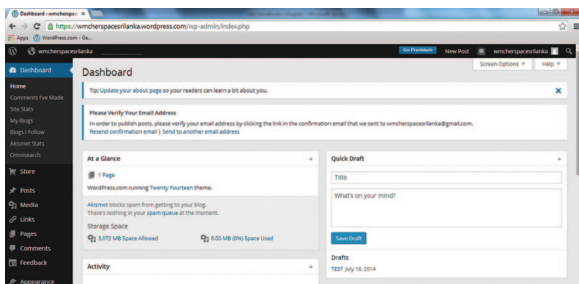 Dashboard ‹ wmcherspaces
https://wmcherspacesrilanka.wordpress.com/wp-admin/index.php
Apps WordPress.com - Ge...
wmcherspacesrilanka
Go Premium
New Post
wmcherspacesrilanka
Screen Options
Help
Dashboard
Home
Comments I've Made
Site Stats
My Blogs
Blogs I Follow
Akismet Stats
Omnisearch
Store
Posts
Media
Links
Pages
Comments
Feedback
Appearance
Dashboard
Tip: Update your about page so your readers can learn a bit about you.
Please Verify Your Email Address
In order to publish posts, please verify your email address by clicking the link in the confirmation email that we sent to wmcherspacesrilanka@gmail.com.
Resend confirmation email | Send to another email address
At a Glance
1 Page
WordPress.com running Twenty Fourteen theme.
Akismet blocks spam from getting to your blog.
There's nothing in your spam queue at the moment.
Storage Space
3,072 MB Space Allowed
0.00 MB (0%) Space Used
Activity
Quick Draft
Title
What's on your mind?
Save Draft
Drafts
TEST July 18, 2014